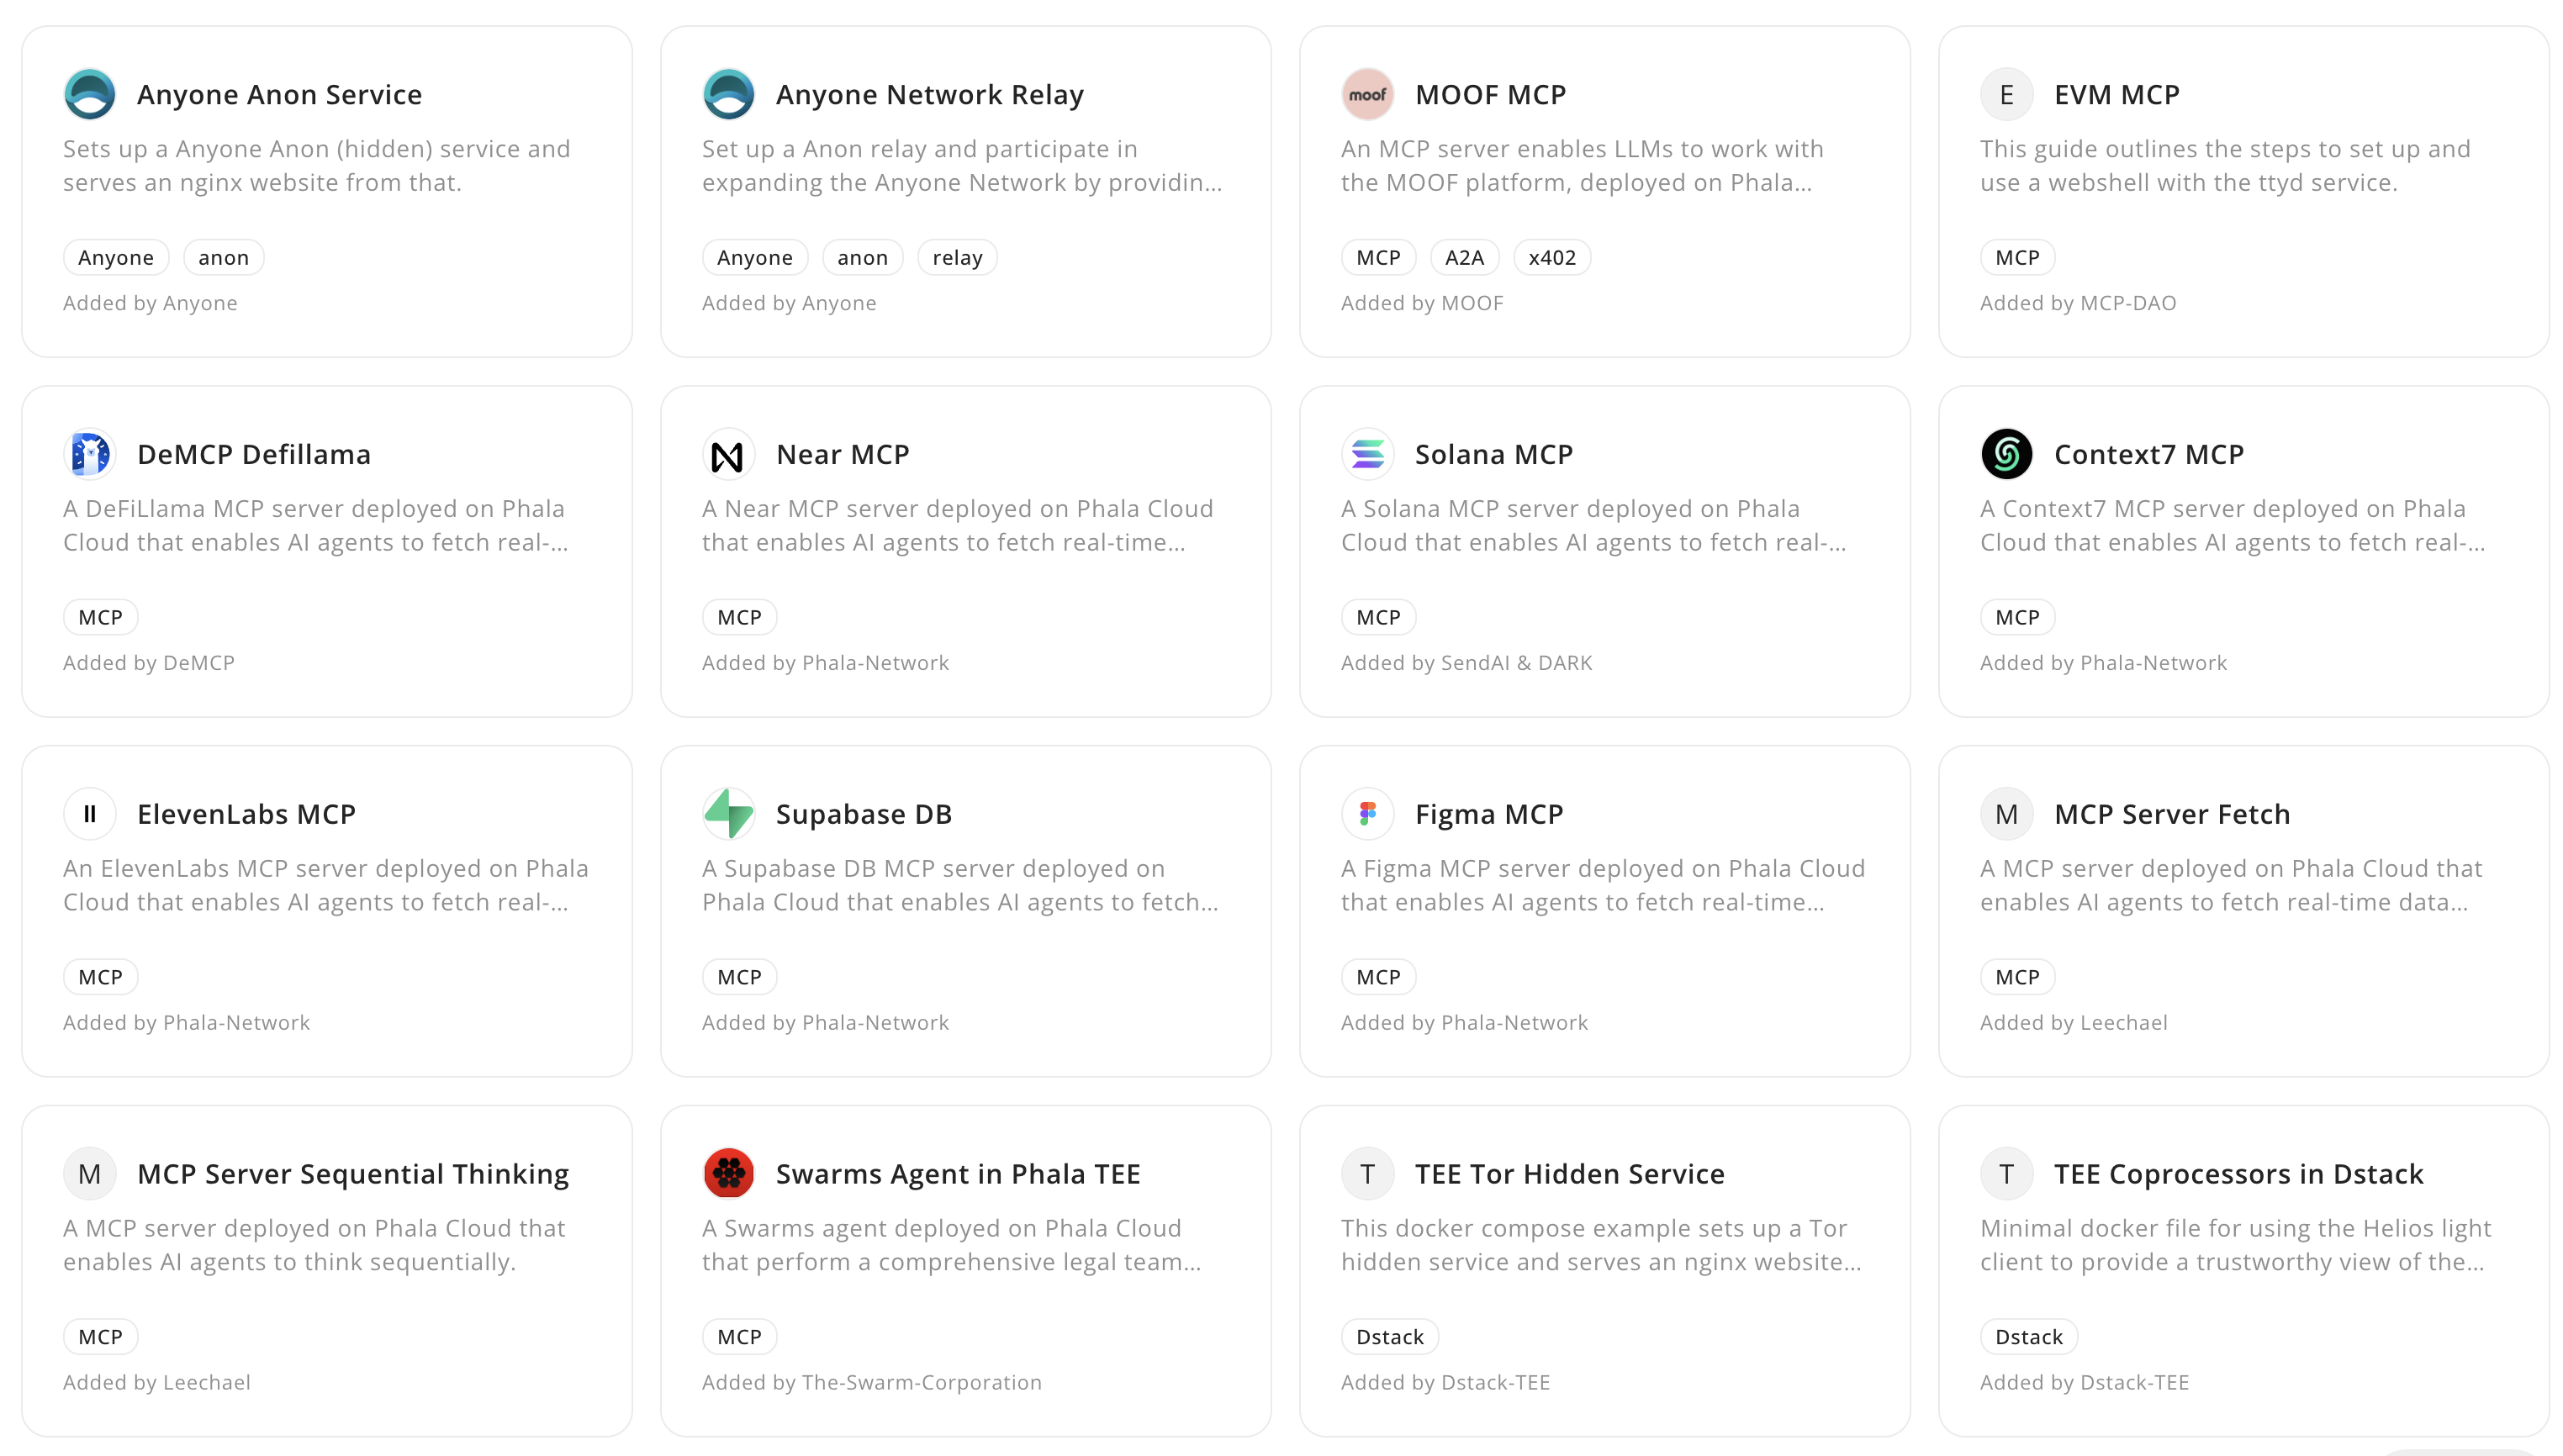 Anyone Anon Service
Sets up a Anyone Anon (hidden) service and
serves an nginx website from that.
Anyone anon
Added by Anyone
Anyone Network Relay
Set up a Anon relay and participate in
expanding the Anyone Network by providin...
Anyone anon relay
Added by Anyone
moof MOOF MCP
An MCP server enables LLMs to work with
the MOOF platform, deployed on Phala...
MCP A2A x402
Added by MOOF
E EVM MCP
This guide outlines the steps to set up and
use a webshell with the ttyd service.
MCP
Added by MCP-DAO
DeMCP Defillama
A DeFiLlama MCP server deployed on Phala
Cloud that enables AI agents to fetch real-...
MCP
Added by DeMCP
Near MCP
A Near MCP server deployed on Phala Cloud
that enables AI agents to fetch real-time...
MCP
Added by Phala-Network
Solana MCP
A Solana MCP server deployed on Phala
Cloud that enables AI agents to fetch real-...
MCP
Added by SendAI & DARK
Context7 MCP
A Context7 MCP server deployed on Phala
Cloud that enables AI agents to fetch real-...
MCP
Added by Phala-Network
ElevenLabs MCP
An ElevenLabs MCP server deployed on Phala
Cloud that enables AI agents to fetch real-...
MCP
Added by Phala-Network
Supabase DB
A Supabase DB MCP server deployed on
Phala Cloud that enables AI agents to fetch...
MCP
Added by Phala-Network
Figma MCP
A Figma MCP server deployed on Phala Cloud
that enables AI agents to fetch real-time...
MCP
Added by Phala-Network
M MCP Server Fetch
A MCP server deployed on Phala Cloud that
enables AI agents to fetch real-time data...
MCP
Added by Leechael
M MCP Server Sequential Thinking
A MCP server deployed on Phala Cloud that
enables AI agents to think sequentially.
MCP
Added by Leechael
Swarms Agent in Phala TEE
A Swarms agent deployed on Phala Cloud
that perform a comprehensive legal team...
MCP
Added by The-Swarm-Corporation
T TEE Tor Hidden Service
This docker compose example sets up a Tor
hidden service and serves an nginx website...
Dstack
Added by Dstack-TEE
T TEE Coprocessors in Dstack
Minimal docker file for using the Helios light
client to provide a trustworthy view of the...
Dstack
Added by Dstack-TEE